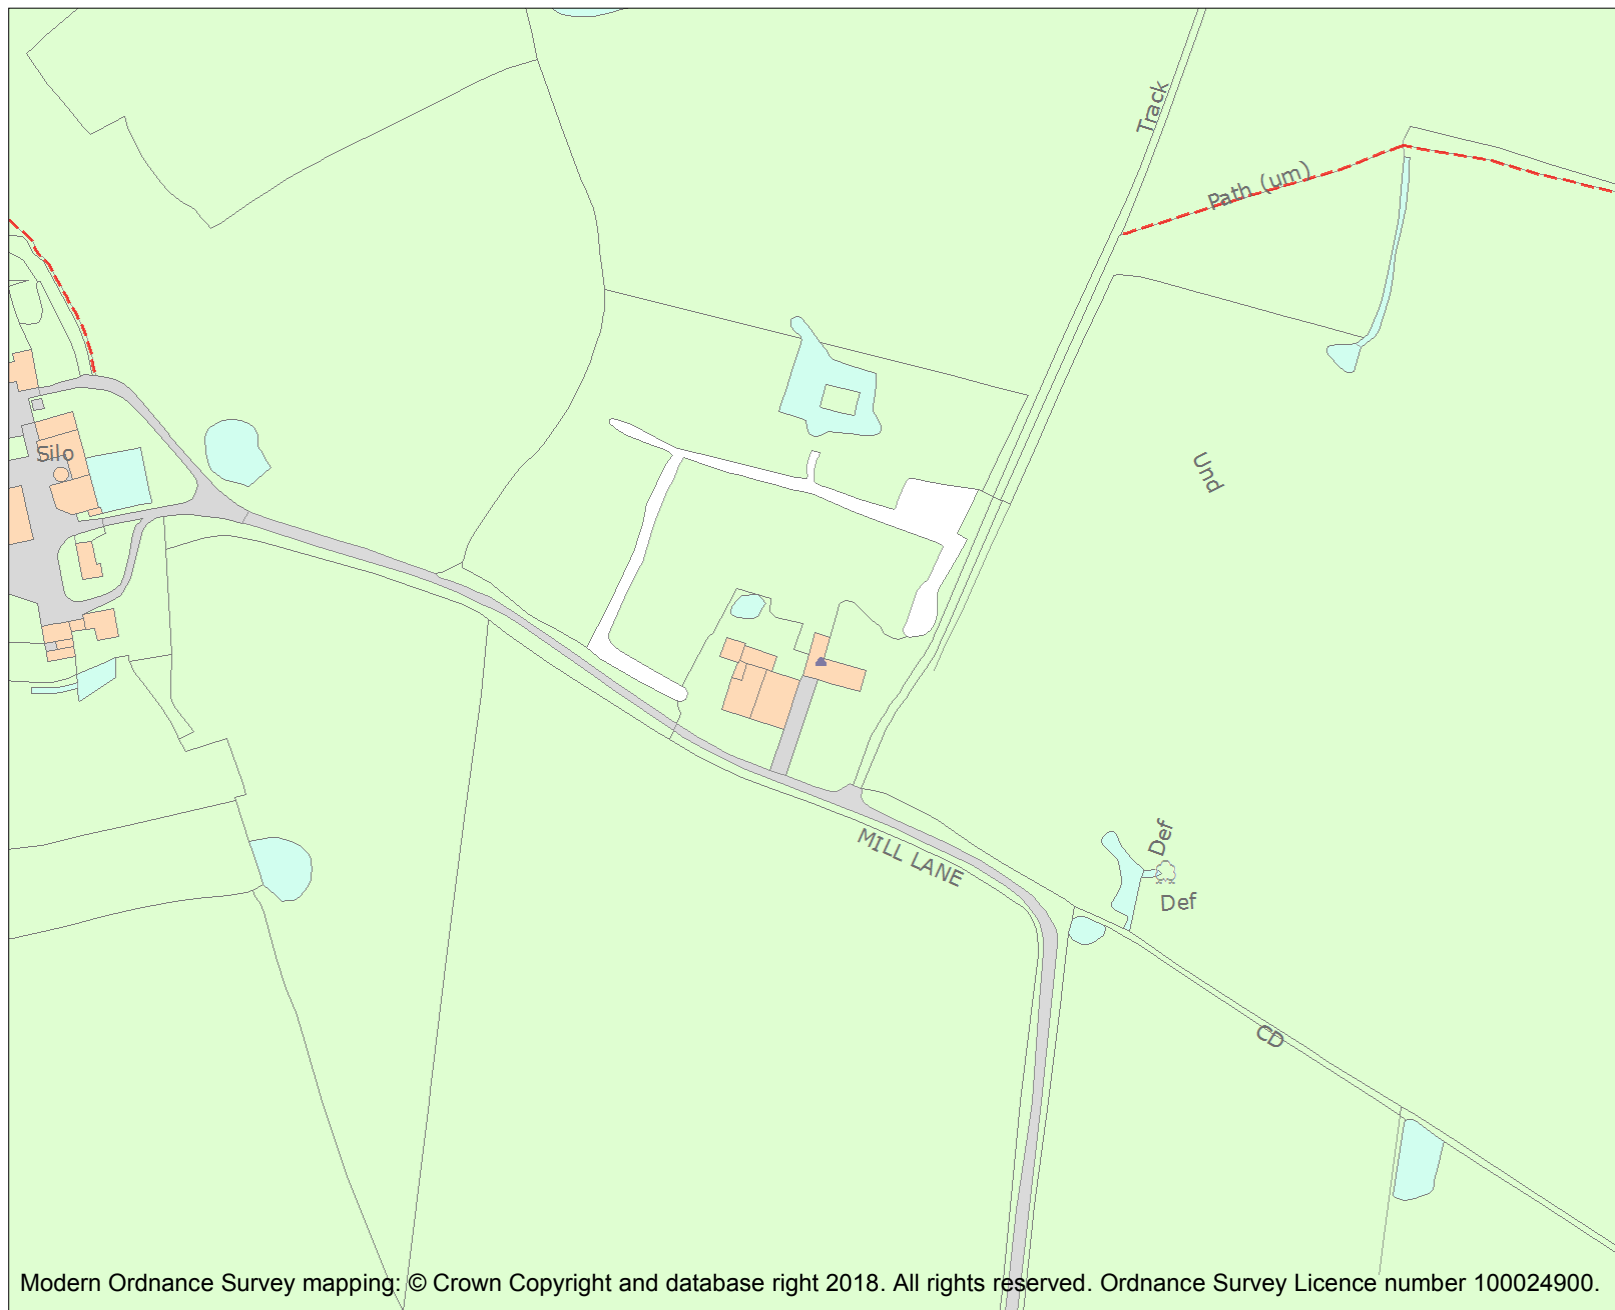 Track
Path (um)
Silo
Und
MILL LANE
Def
Def
CD
Modern Ordnance Survey mapping: © Crown Copyright and database right 2018. All rights reserved. Ordnance Survey Licence number 100024900.